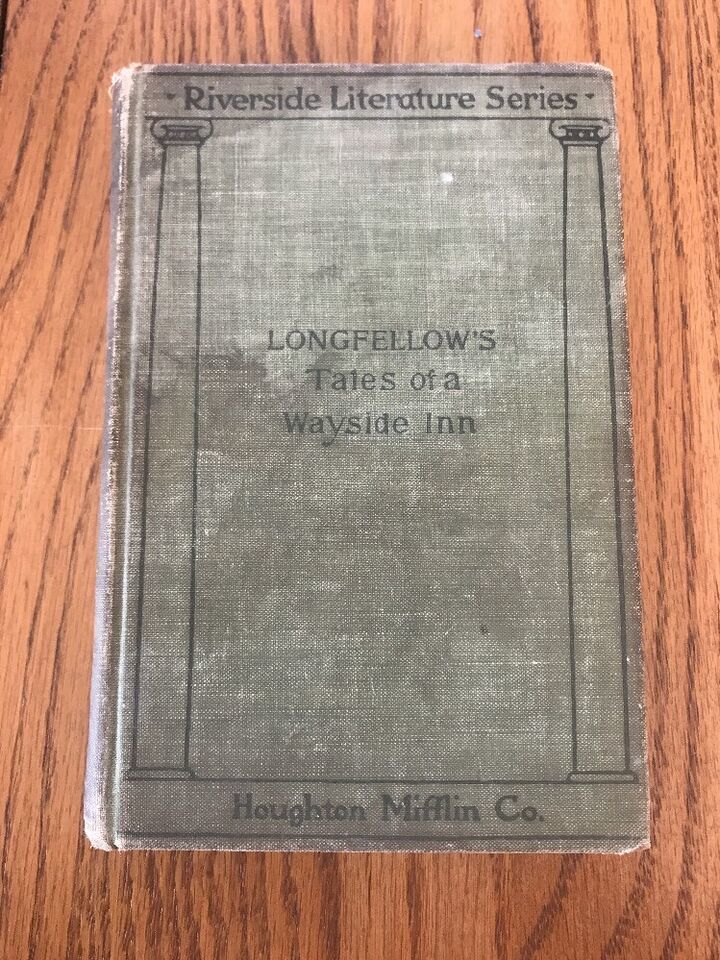 Riverside Literature Series
LONGFELLOW'S
Tales of a
Wayside Inn
Houghton Mifflin Co.